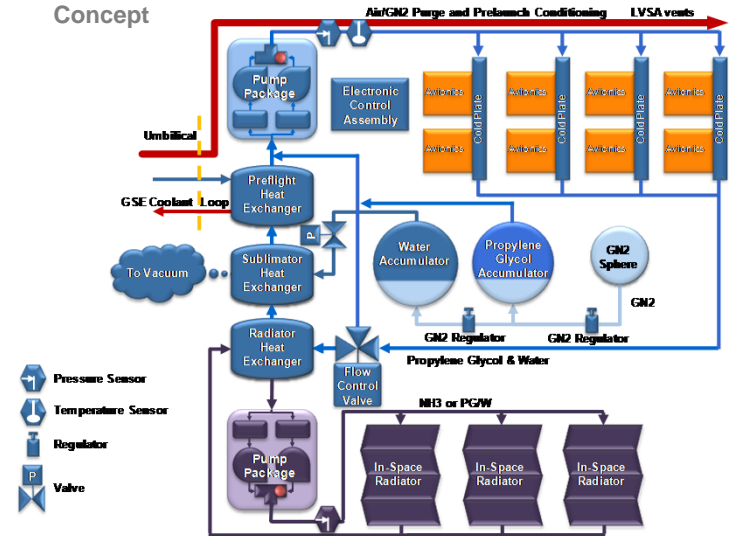 Concept
Air/GN2 Purge and Prelaunch Conditioning
LVSA vents
Pump
Package
Electronic
Control
Assembly
Avionics
Avionics
Cold Plate
Avionics
Avionics
Cold Plate
Avionics
Avionics
Cold Plate
Avionics
Avionics
Cold Plate
Umbilical
GSE Coolant Loop
Preflight
Heat
Exchanger
P
To Vacuum
Sublimator
Heat
Exchanger
Water
Accumulator
Propylene
Glycol
Accumulator
GN2
Sphere
GN2
GN2 Regulator
GN2 Regulator
Radiator
Heat
Exchanger
Propylene Glycol & Water
Flow
Control
Valve
Pressure Sensor
Temperature Sensor
Regulator
P
Valve
NH3 or PG/W
Pump
Package
In-Space
Radiator
In-Space
Radiator
In-Space
Radiator